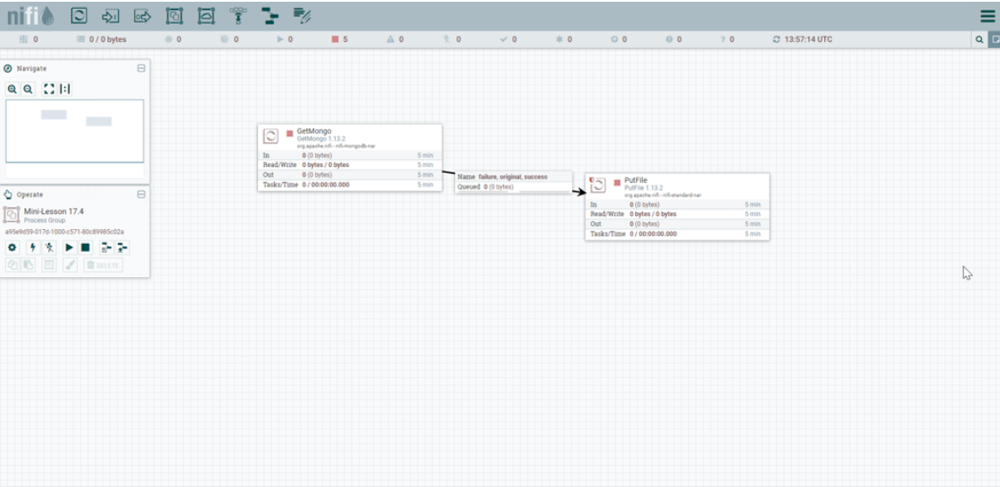 nifi
0 0 / 0 bytes 0 0 0 5 0 0 0 0 0 0 0 13:57:14 UTC
Navigate
Operate
Mini-Lesson 17.4
Process Group
a95e9d59-017d-1000-c571-80c89985c02a
DELETE
GetMongo
GetMongo 1.13.2
org.apache.nifi - nifi-mongodb-nar
In 0 (0 bytes) 5 min
Read/Write 0 bytes / 0 bytes 5 min
Out 0 (0 bytes) 5 min
Tasks/Time 0 / 00:00:00.000 5 min
Name failure, original, success
Queued 0 (0 bytes)
PutFile
PutFile 1.13.2
org.apache.nifi - nifi-standard-nar
In 0 (0 bytes) 5 min
Read/Write 0 bytes / 0 bytes 5 min
Out 0 (0 bytes) 5 min
Tasks/Time 0 / 00:00:00.000 5 min